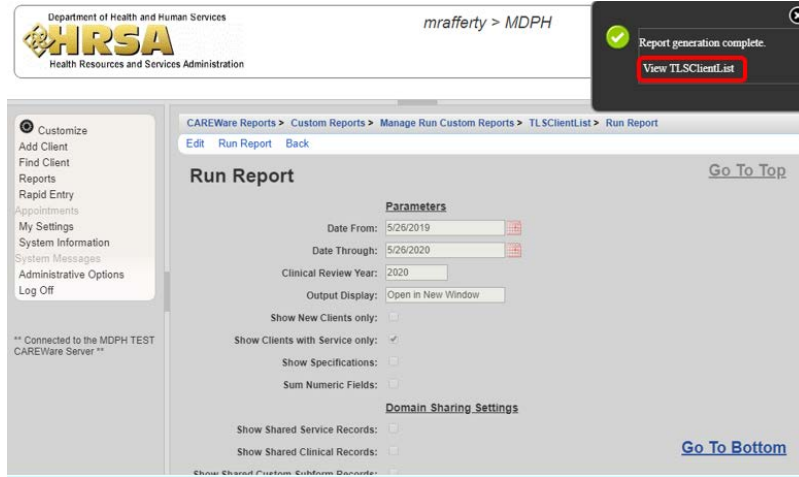 Department of Health and Human Services
HRSA
Health Resources and Services Administration
mrafferty > MDPH
Report generation complete.
View TLSClientList
Customize
Add Client
Find Client
Reports
Rapid Entry
Appointments
My Settings
System Information
System Messages
Administrative Options
Log Off
** Connected to the MDPH TEST
CAREWare Server **
CAREWare Reports > Custom Reports > Manage Run Custom Reports > TLSClientList > Run Report
Edit Run Report Back
Run Report
Go To Top
Parameters
Date From: 5/26/2019
Date Through: 5/26/2020
Clinical Review Year: 2020
Output Display: Open in New Window
Show New Clients only:
Show Clients with Service only:
Show Specifications:
Sum Numeric Fields:
Domain Sharing Settings
Show Shared Service Records:
Show Shared Clinical Records:
Go To Bottom
Show Shared Custom Subform Records: